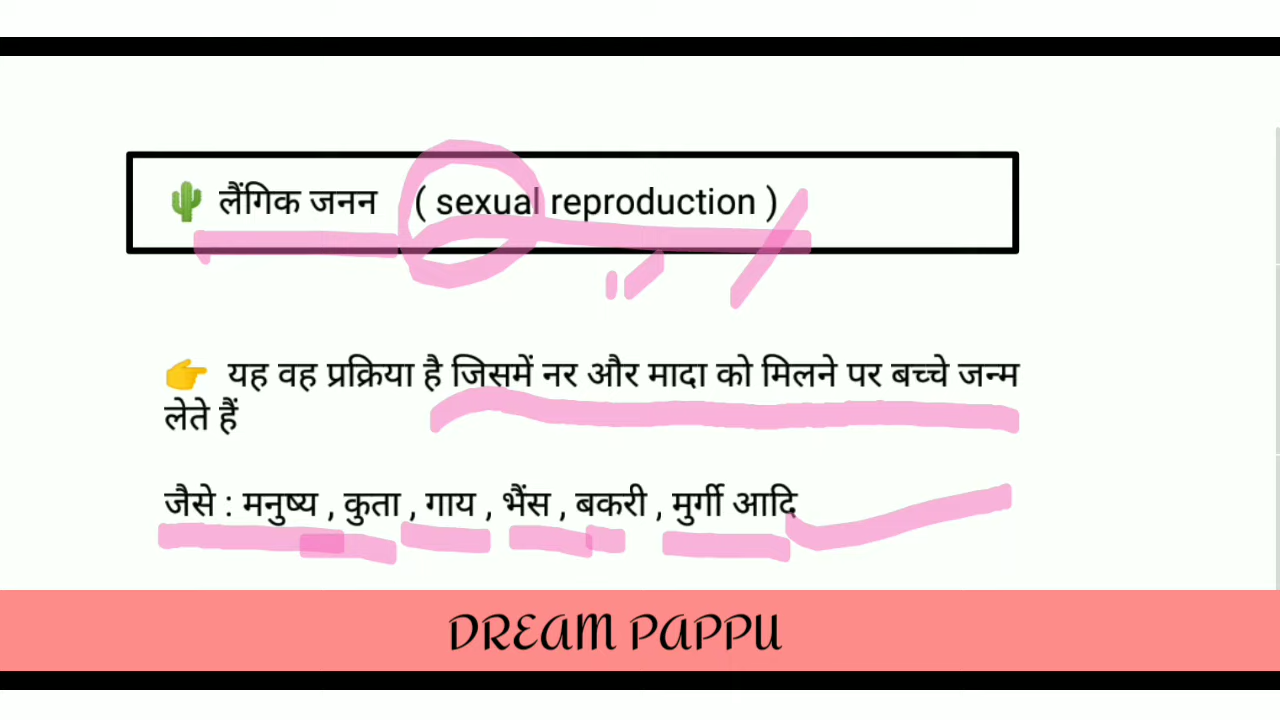 🌵 लैंगिक जनन ( sexual reproduction )
👉 यह वह प्रक्रिया है जिसमें नर और मादा को मिलने पर बच्चे जन्म
लेते हैं
जैसे : मनुष्य , कुता , गाय , भैंस , बकरी , मुर्गी आदि
DREAM PAPPU